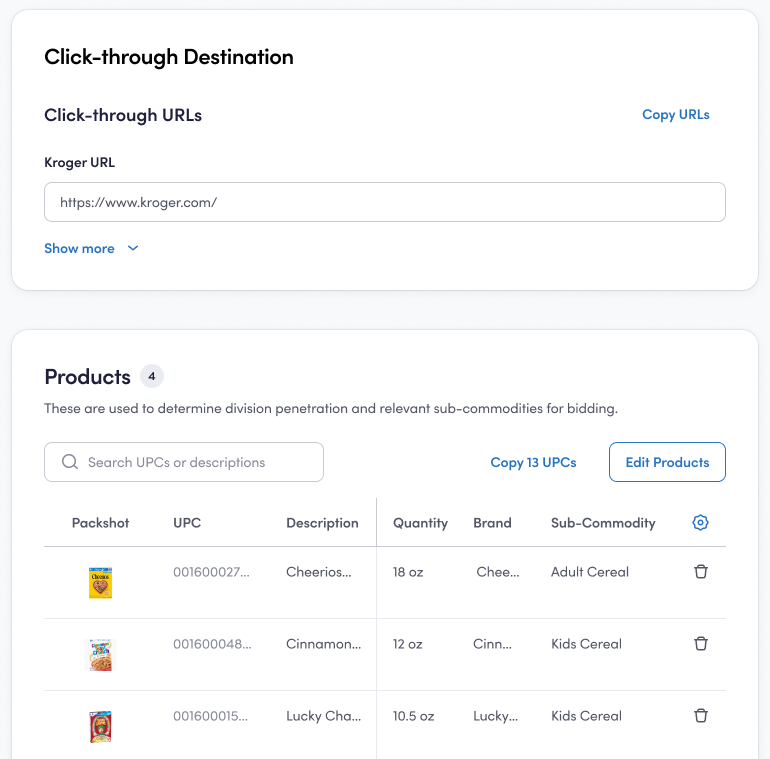 Click-through Destination
Click-through URLs
Copy URLs
Kroger URL
https://www.kroger.com/
Show more
Products 4
These are used to determine division penetration and relevant sub-commodities for bidding.
Search UPCs or descriptions
Copy 13 UPCs
Edit Products
Packshot UPC Description Quantity Brand Sub-Commodity
Cheerios
001600027... Cheerios... 18 oz Chee... Adult Cereal
001600048... Cinnamon... 12 oz Cinn... Kids Cereal
001600015... Lucky Cha... 10.5 oz Lucky... Kids Cereal